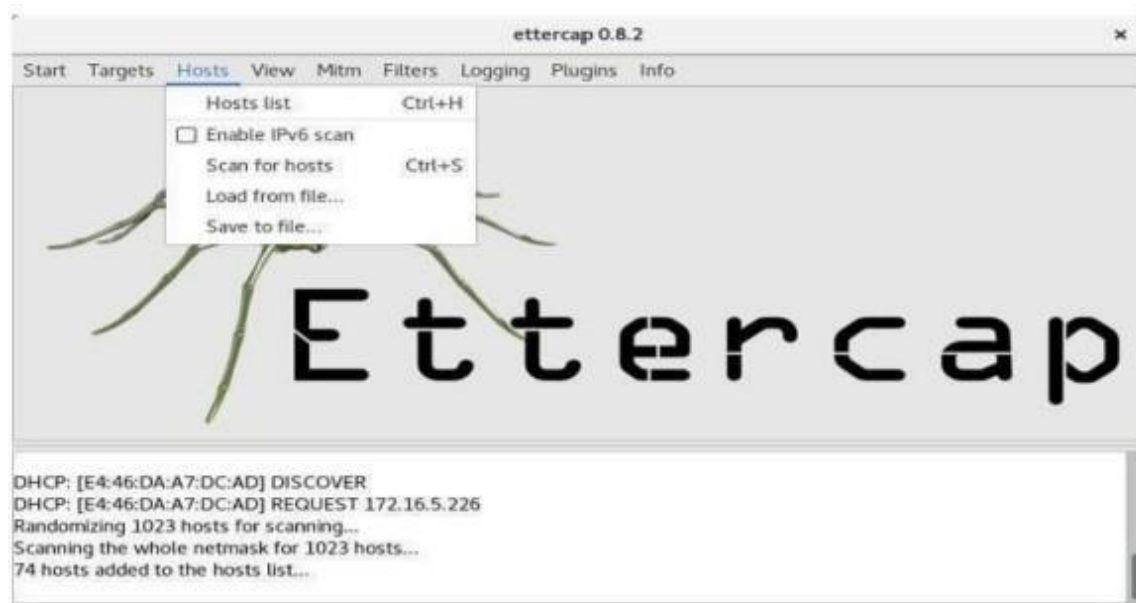 ettercap 0.8.2 ×
Start Targets Hosts View Mitm Filters Logging Plugins Info
Hosts list Ctrl+H
Enable IPv6 scan
Scan for hosts Ctrl+S
Load from file...
Save to file...
Ettercap
DHCP: [E4:46:DA:A7:DC:AD] DISCOVER
DHCP: [E4:46:DA:A7:DC:AD] REQUEST 172.16.5.226
Randomizing 1023 hosts for scanning...
Scanning the whole netmask for 1023 hosts...
74 hosts added to the hosts list...